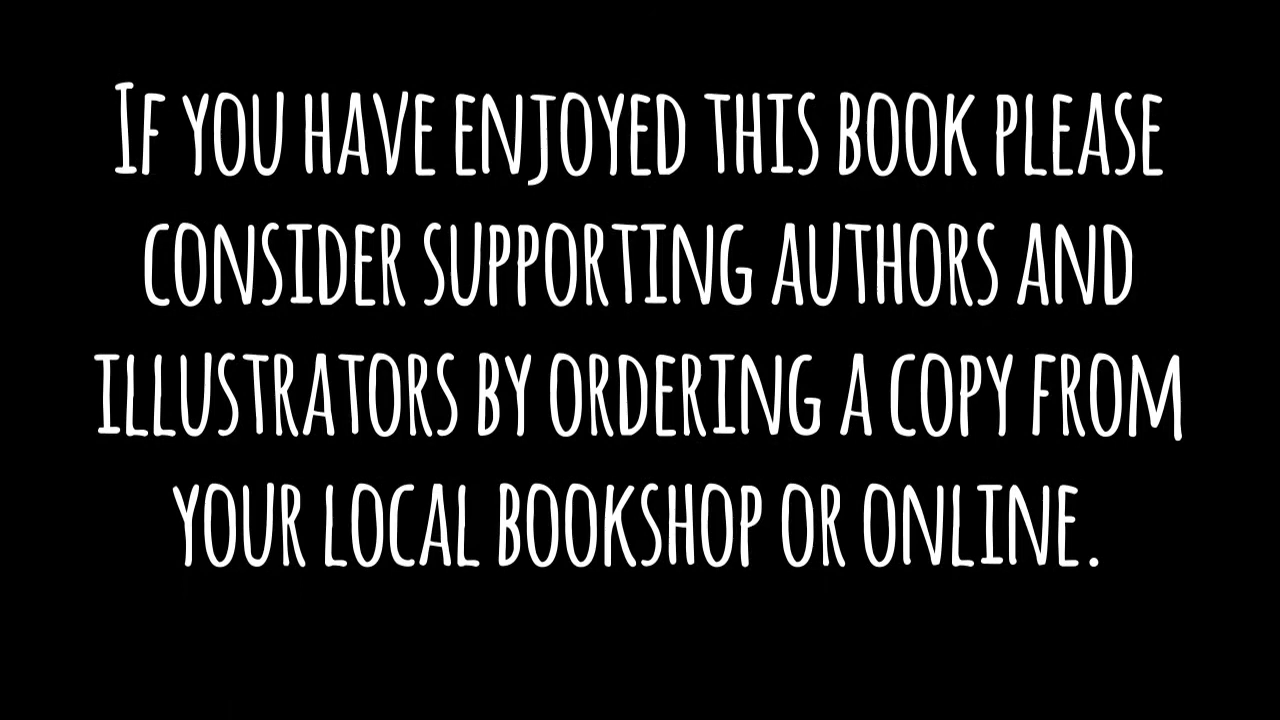 If you have enjoyed this book please
consider supporting authors and
illustrators by ordering a copy from
your local bookshop or online.